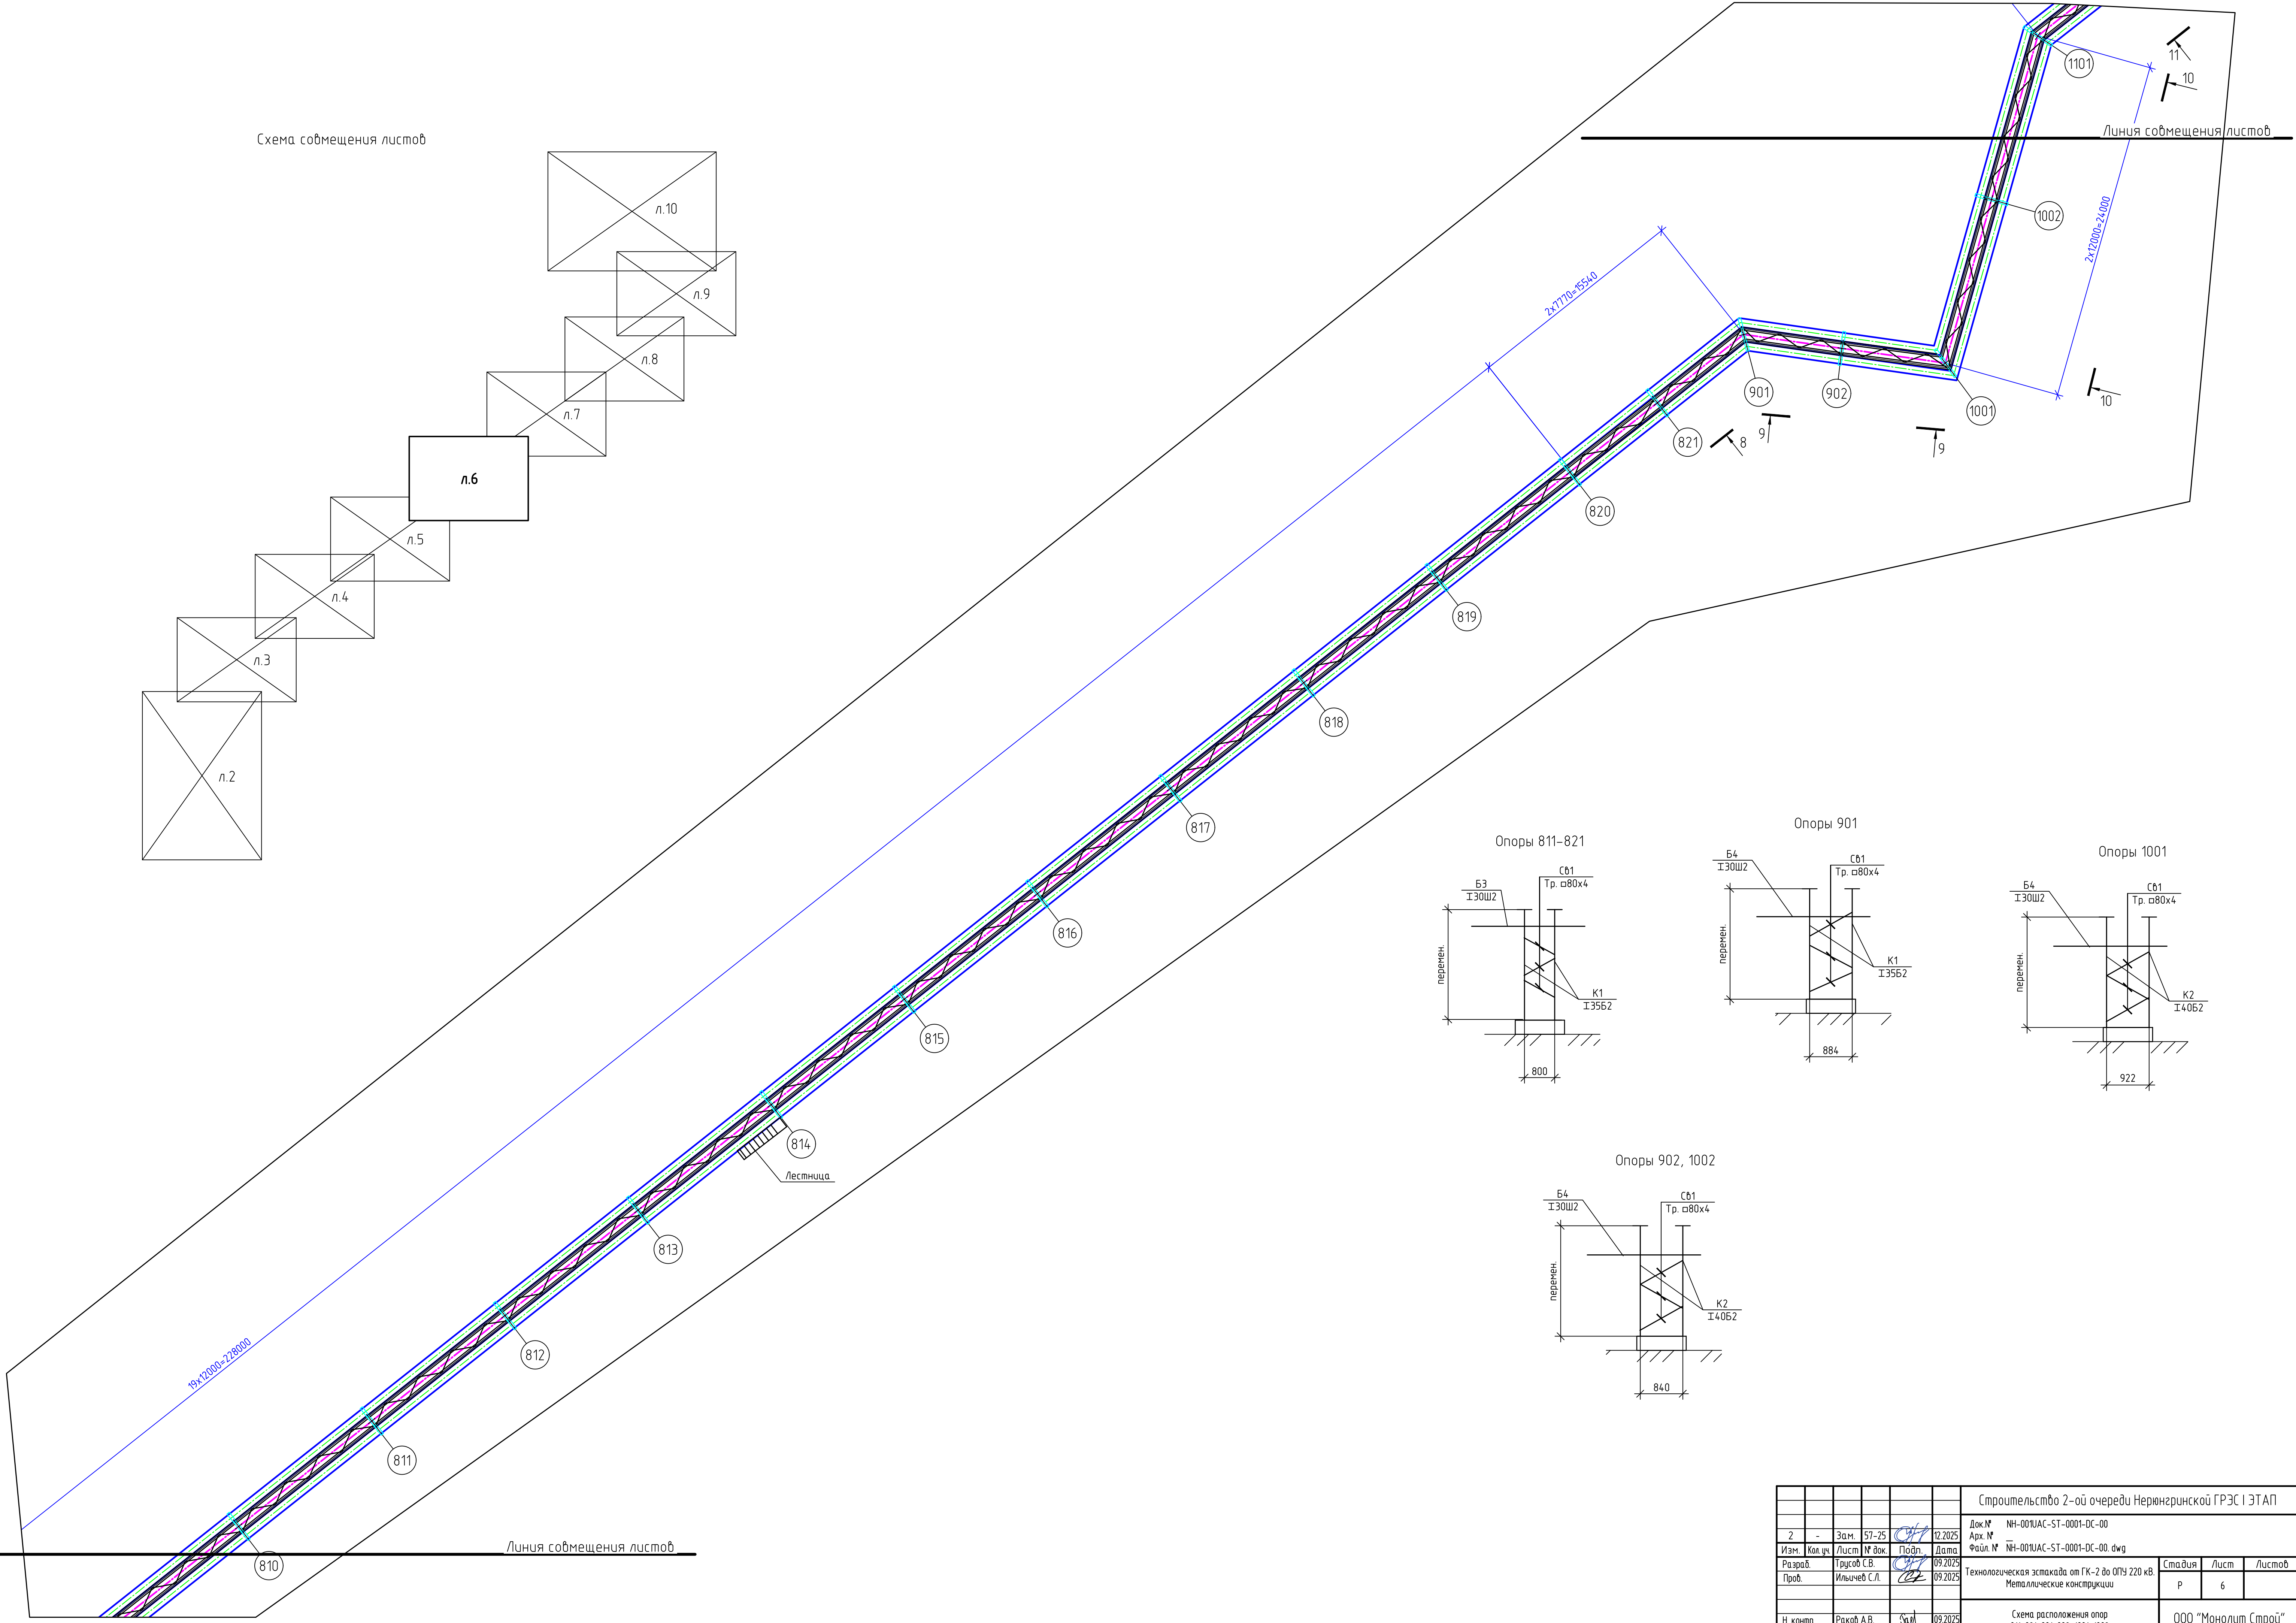 Схема совмещения листов
л.10
л.9
л.8
л.7
л.6
л.5
л.4
л.3
л.2
1101
11
10
Линия совмещения листов
1002
2х12000=24000
10
1001
902
901
9
9
8
2х7770=15540
821
820
819
818
817
816
815
814
Лестница
813
812
811
810
19х12000=228000
Линия совмещения листов
Опоры 811-821
Б3
I30Ш2
Св1
Тр. □80х4
перемен.
К1
I35Б2
800
Опоры 901
Б4
I30Ш2
Св1
Тр. □80х4
перемен.
К1
I35Б2
884
Опоры 1001
Б4
I30Ш2
Св1
Тр. □80х4
перемен.
К2
I40Б2
922
Опоры 902, 1002
Б4
I30Ш2
Св1
Тр. □80х4
перемен.
К2
I40Б2
840
Строительство 2-ой очереди Нерюнгринской ГРЭС I ЭТАП
Док.№ NH-001UAC-ST-0001-DC-00
Арх. № __
Файл. № NH-001UAC-ST-0001-DC-00. dwg
2 - Зам. 57-25 12.2025
Изм. Кол. уч. Лист № док. Подп. Дата
Разраб. Трусов С.В. 09.2025
Пров. Ильичев С.Л. 09.2025
Н. контр. Раков А.В. 09.2025
Технологическая эстакада от ГК-2 до ОПУ 220 кВ.
Металлические конструкции
Стадия Лист Листов
Р 6
Схема расположения опор
ООО "Монолит Строй"